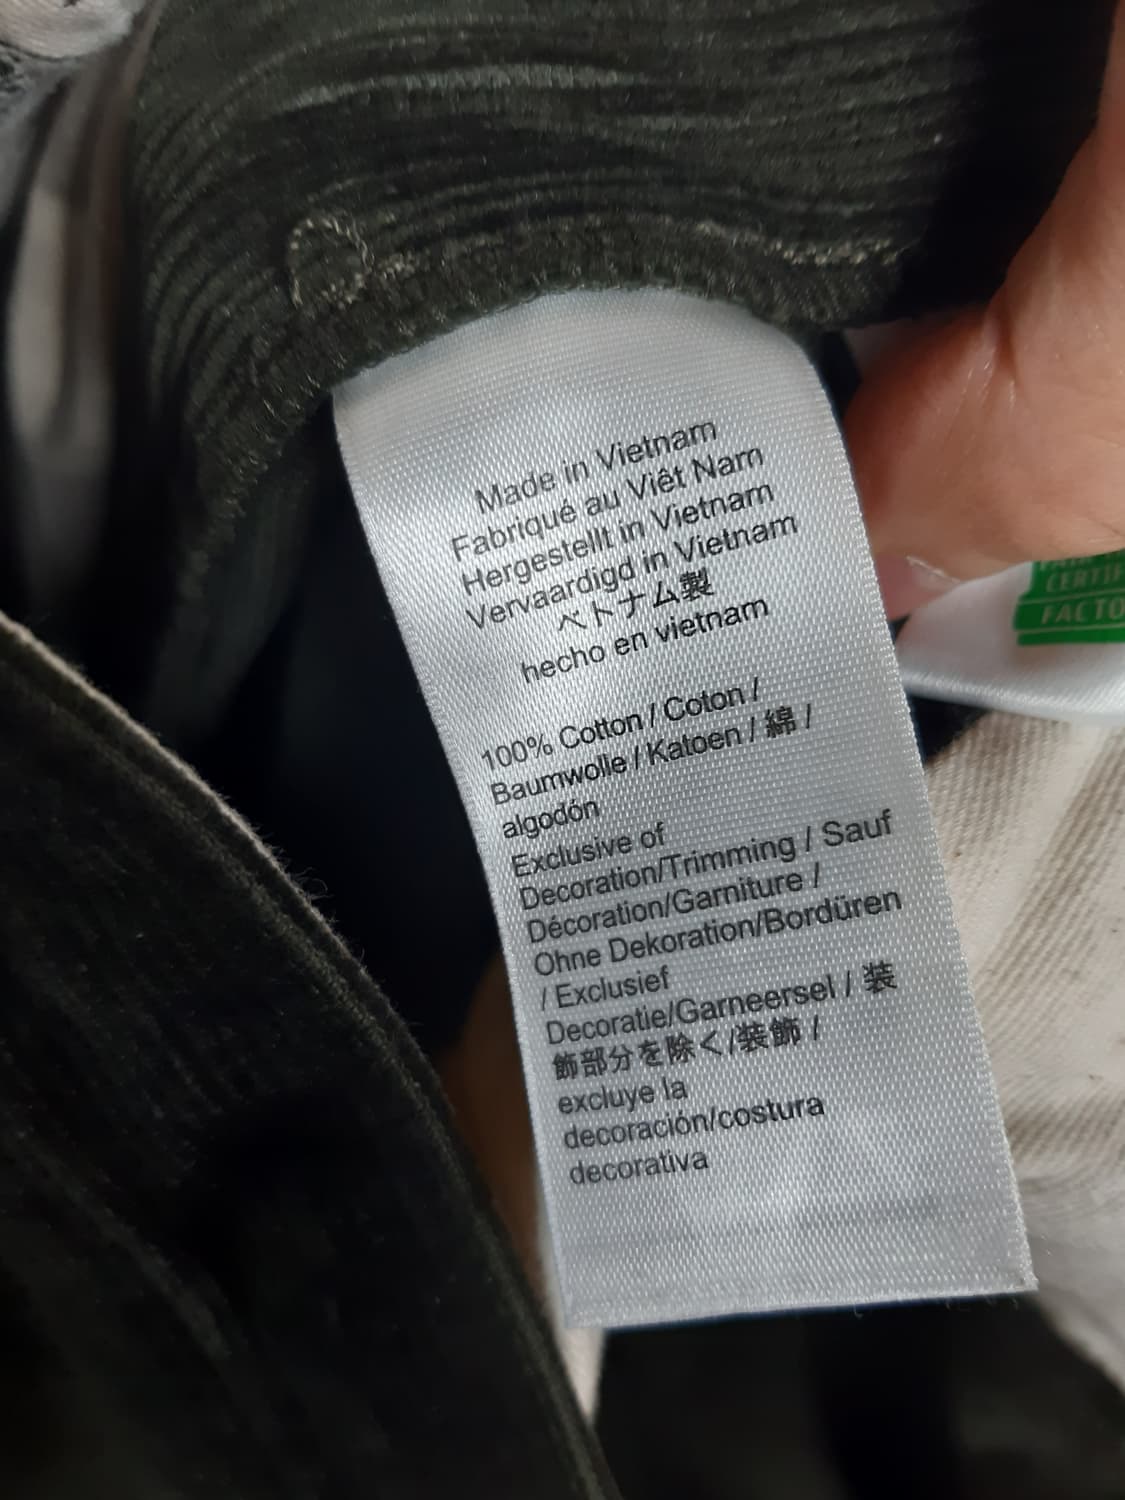 Made in Vietnam
Fabriqué au Viêt Nam
Hergestellt in Vietnam
Vervaardigd in Vietnam
ベトナム製
hecho en vietnam
100% Cotton / Coton /
Baumwolle / Katoen / 綿 /
algodón
Exclusive of
Decoration/Trimming / Sauf
Décoration/Garniture /
Ohne Dekoration/Bordüren
/ Exclusief
Decoratie/Garneersel / 装
飾部分を除く/装飾 /
excluye la
decoración/costura
decorativa